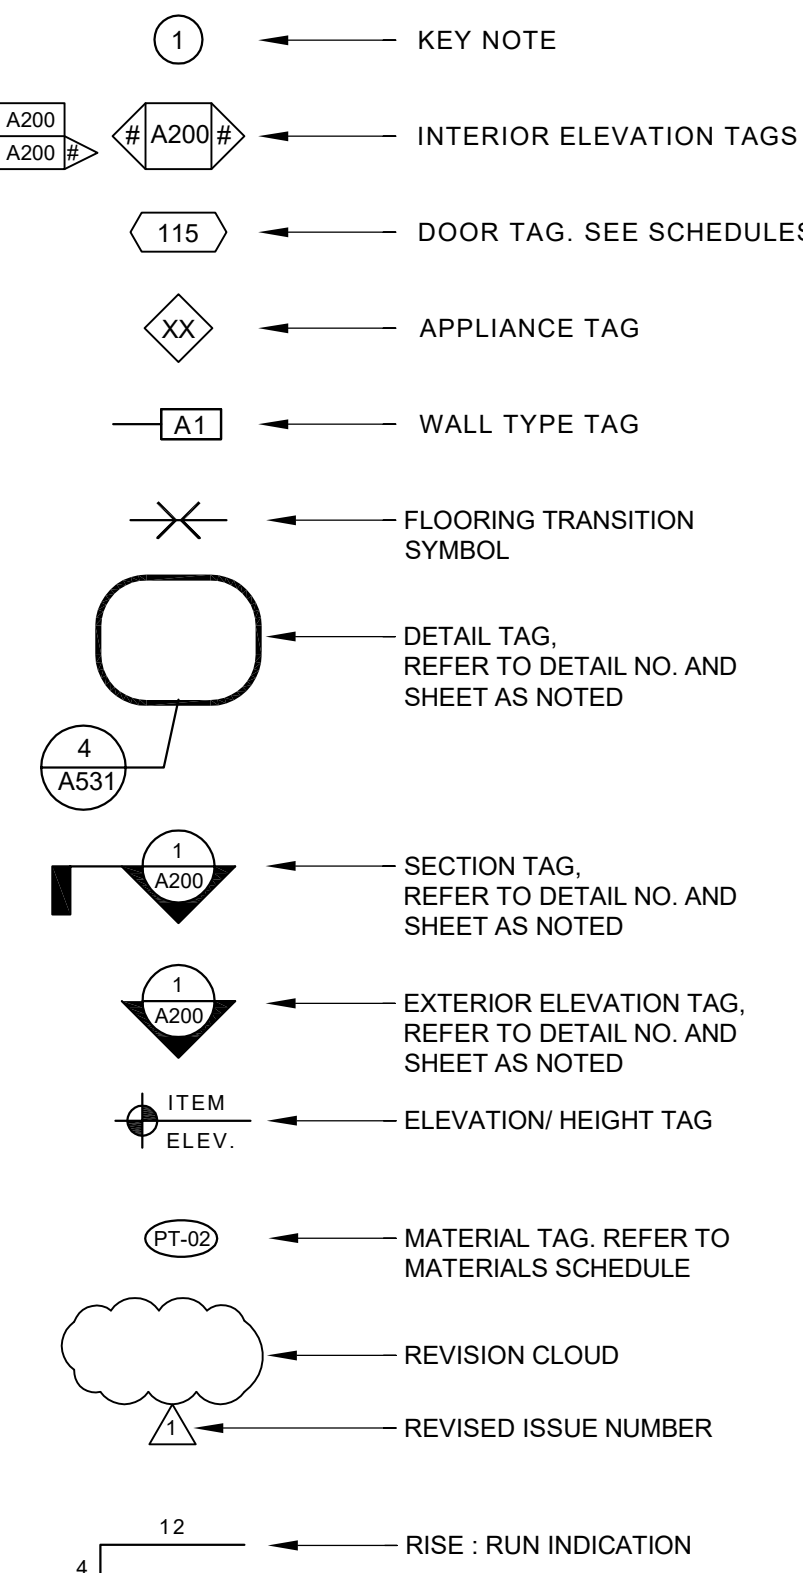 1 KEY NOTE
A200
A200 # # A200 # INTERIOR ELEVATION TAGS
115 DOOR TAG. SEE SCHEDULES
XX APPLIANCE TAG
A1 WALL TYPE TAG
FLOORING TRANSITION
SYMBOL
DETAIL TAG,
REFER TO DETAIL NO. AND
SHEET AS NOTED
4
A531
1
A200
SECTION TAG,
REFER TO DETAIL NO. AND
SHEET AS NOTED
1
A200
EXTERIOR ELEVATION TAG,
REFER TO DETAIL NO. AND
SHEET AS NOTED
ITEM
ELEV.
ELEVATION/ HEIGHT TAG
PT-02
MATERIAL TAG. REFER TO
MATERIALS SCHEDULE
REVISION CLOUD
1 REVISED ISSUE NUMBER
12
4
RISE : RUN INDICATION